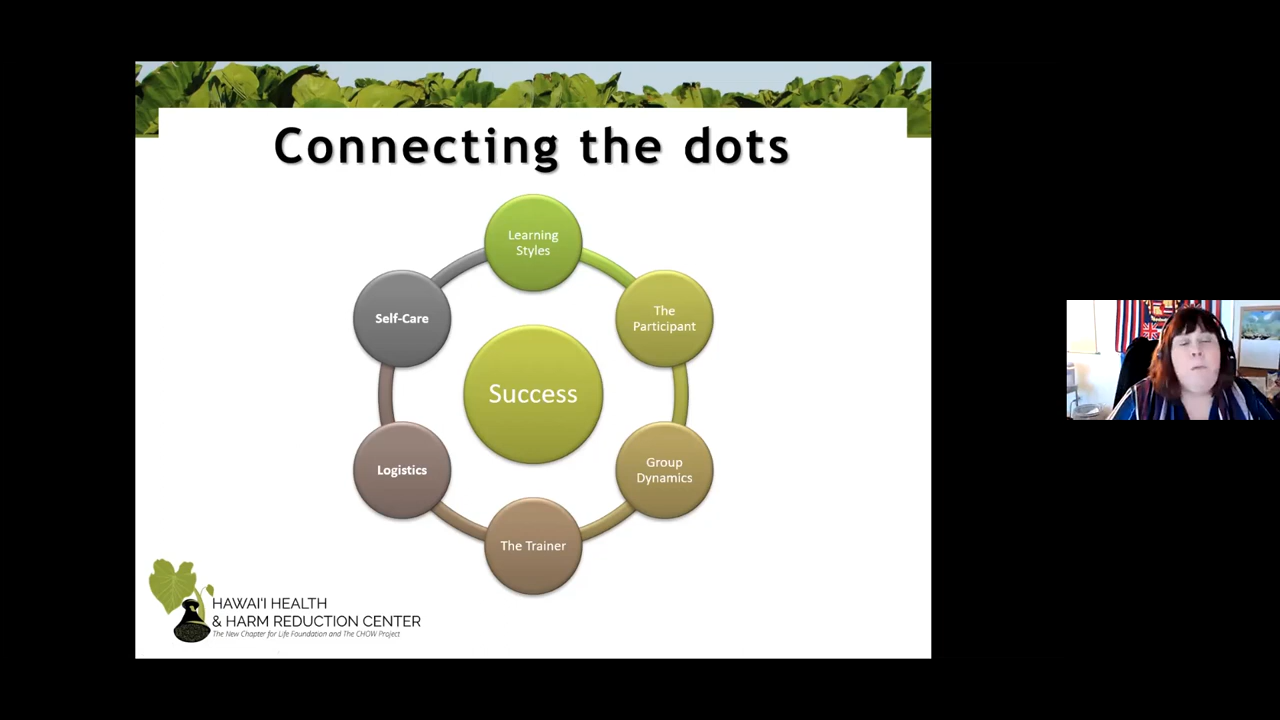 Connecting the dots
Learning
Styles
The
Participant
Group
Dynamics
The Trainer
Logistics
Self-Care
Success
HAWAIʻI HEALTH
& HARM REDUCTION CENTER
The New Chapter for Life Foundation and The CHOW Project